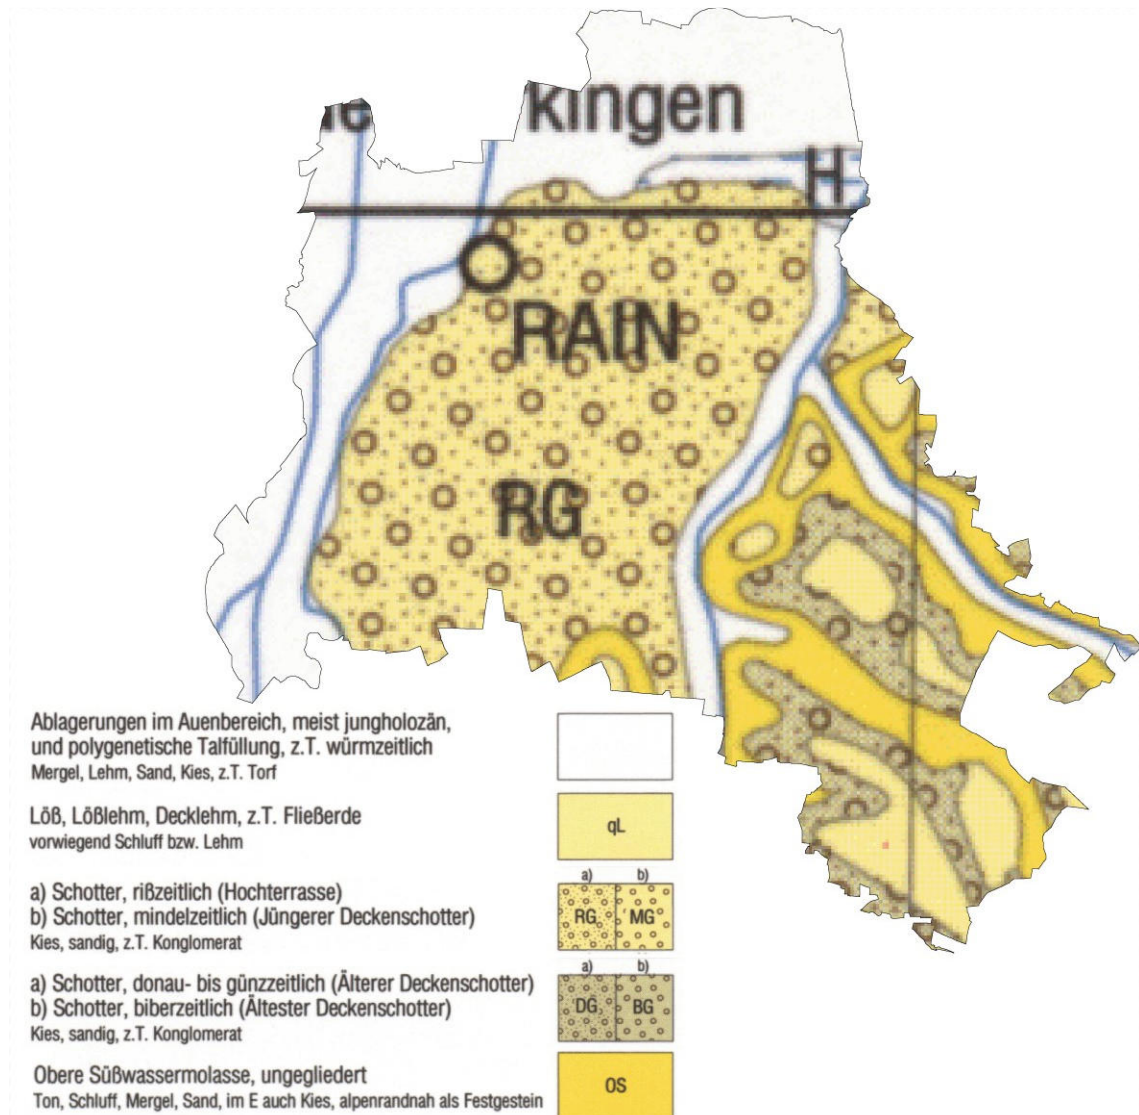 kingen
H
RAIN
RG
Ablagerungen im Auenbereich, meist jungholozän,
und polygenetische Talfüllung, z.T. würmzeitlich
Mergel, Lehm, Sand, Kies, z.T. Torf
Löß, Lößlehm, Decklehm, z.T. Fließerde
vorwiegend Schluff bzw. Lehm
qL
a) Schotter, rißzeitlich (Hochterrasse)
b) Schotter, mindelzeitlich (Jüngerer Deckenschotter)
Kies, sandig, z.T. Konglomerat
a) b)
RG MG
a) Schotter, donau- bis günzzeitlich (Älterer Deckenschotter)
b) Schotter, biberzeitlich (Ältester Deckenschotter)
Kies, sandig, z.T. Konglomerat
a) b)
DG BG
Obere Süßwassermolasse, ungegliedert
Ton, Schluff, Mergel, Sand, im E auch Kies, alpenrandnah als Festgestein
OS